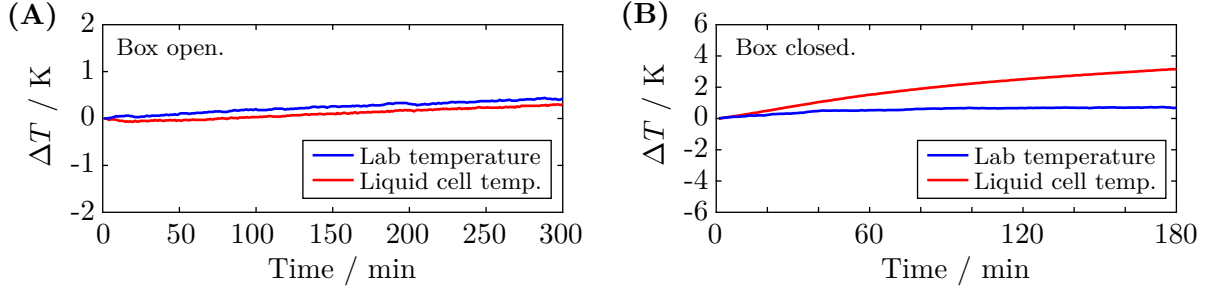 (A)
2
1
0
-1
-2
ΔT / K
Box open.
Lab temperature
Liquid cell temp.
0 50 100 150 200 250 300
Time / min
(B)
6
4
2
0
-2
-4
-6
ΔT / K
Box closed.
Lab temperature
Liquid cell temp.
0 60 120 180
Time / min